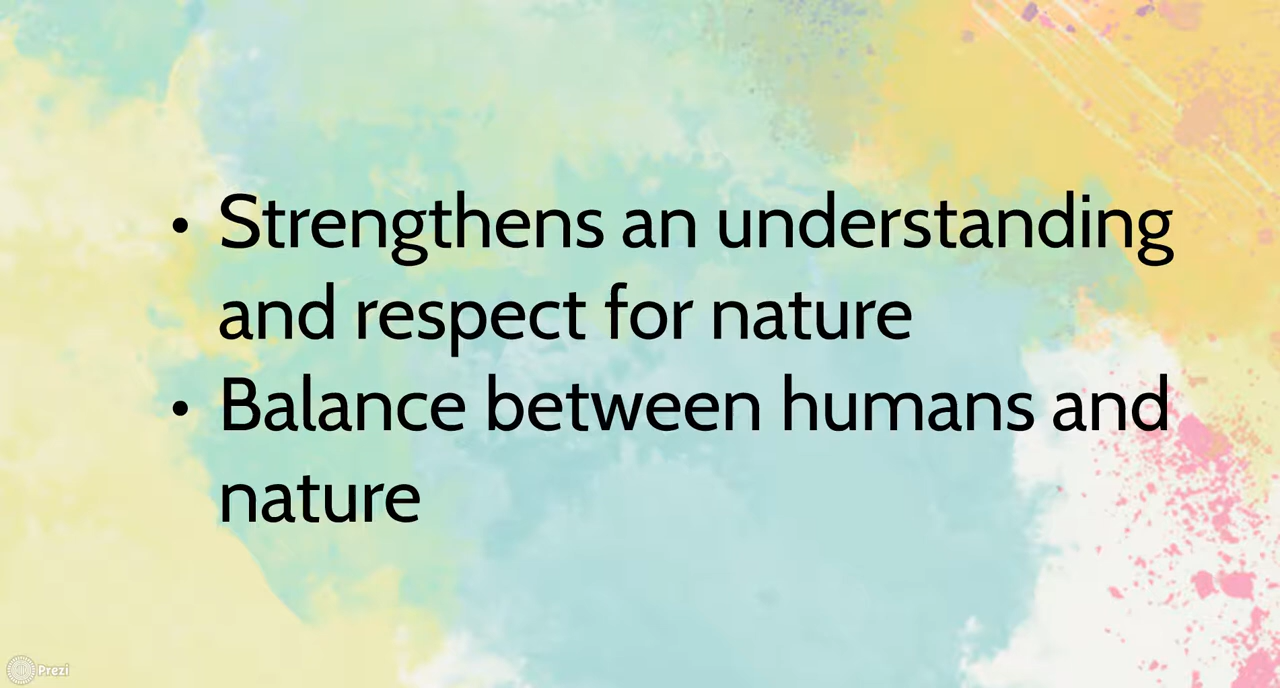 • Strengthens an understanding
and respect for nature
• Balance between humans and
nature
Prezi